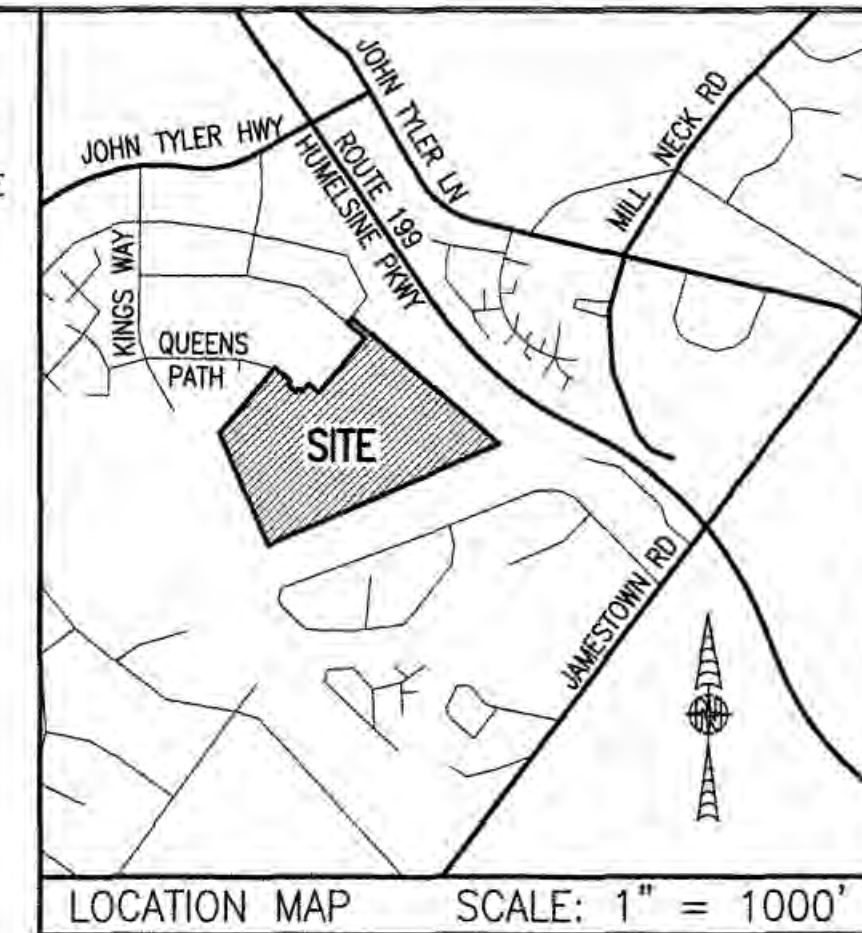 JOHN TYLER HWY
ROUTE 199
HUMELSINE PKWY
JOHN TYLER LN
MILL NECK RD
KINGS WAY
QUEENS
PATH
SITE
JAMESTOWN RD
N
LOCATION MAP SCALE: 1" = 1000'